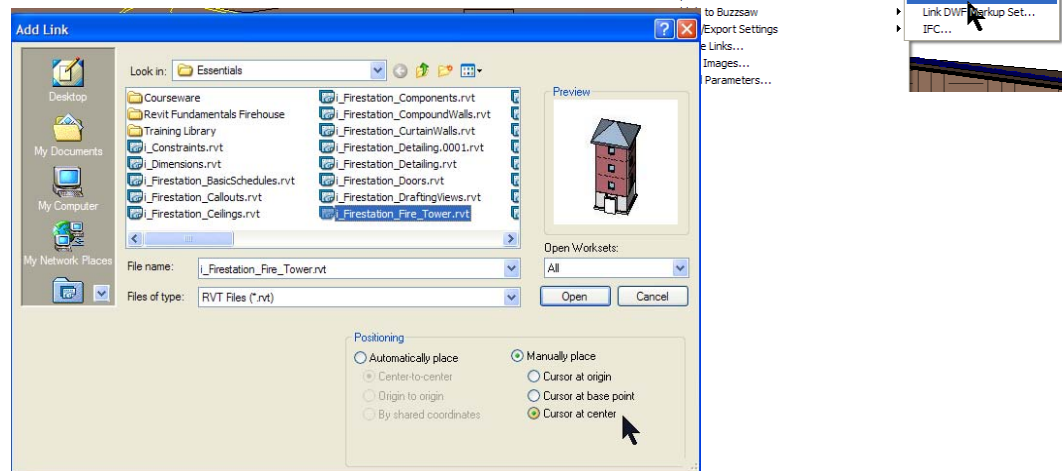 Add Link
Look in: Essentials
Desktop
My Documents
My Computer
My Network Places
Courseware
Revit Fundamentals Firehouse
Training Library
i_Constraints.rvt
i_Dimensions.rvt
i_Firestation_BasicSchedules.rvt
i_Firestation_Callouts.rvt
i_Firestation_Ceilings.rvt
i_Firestation_Components.rvt
i_Firestation_CompoundWalls.rvt
i_Firestation_CurtainWalls.rvt
i_Firestation_Detailing.0001.rvt
i_Firestation_Detailing.rvt
i_Firestation_Doors.rvt
i_Firestation_DraftingViews.rvt
i_Firestation_Fire_Tower.rvt
Preview
Open Worksets:
All
File name: i_Firestation_Fire_Tower.rvt
Files of type: RVT Files (*.rvt)
Open Cancel
Positioning
Automatically place
Center-to-center
Origin to origin
By shared coordinates
Manually place
Cursor at origin
Cursor at base point
Cursor at center
to Buzzsaw
/Export Settings
e Links...
Images...
Parameters...
Link DWF Markup Set...
IFC...